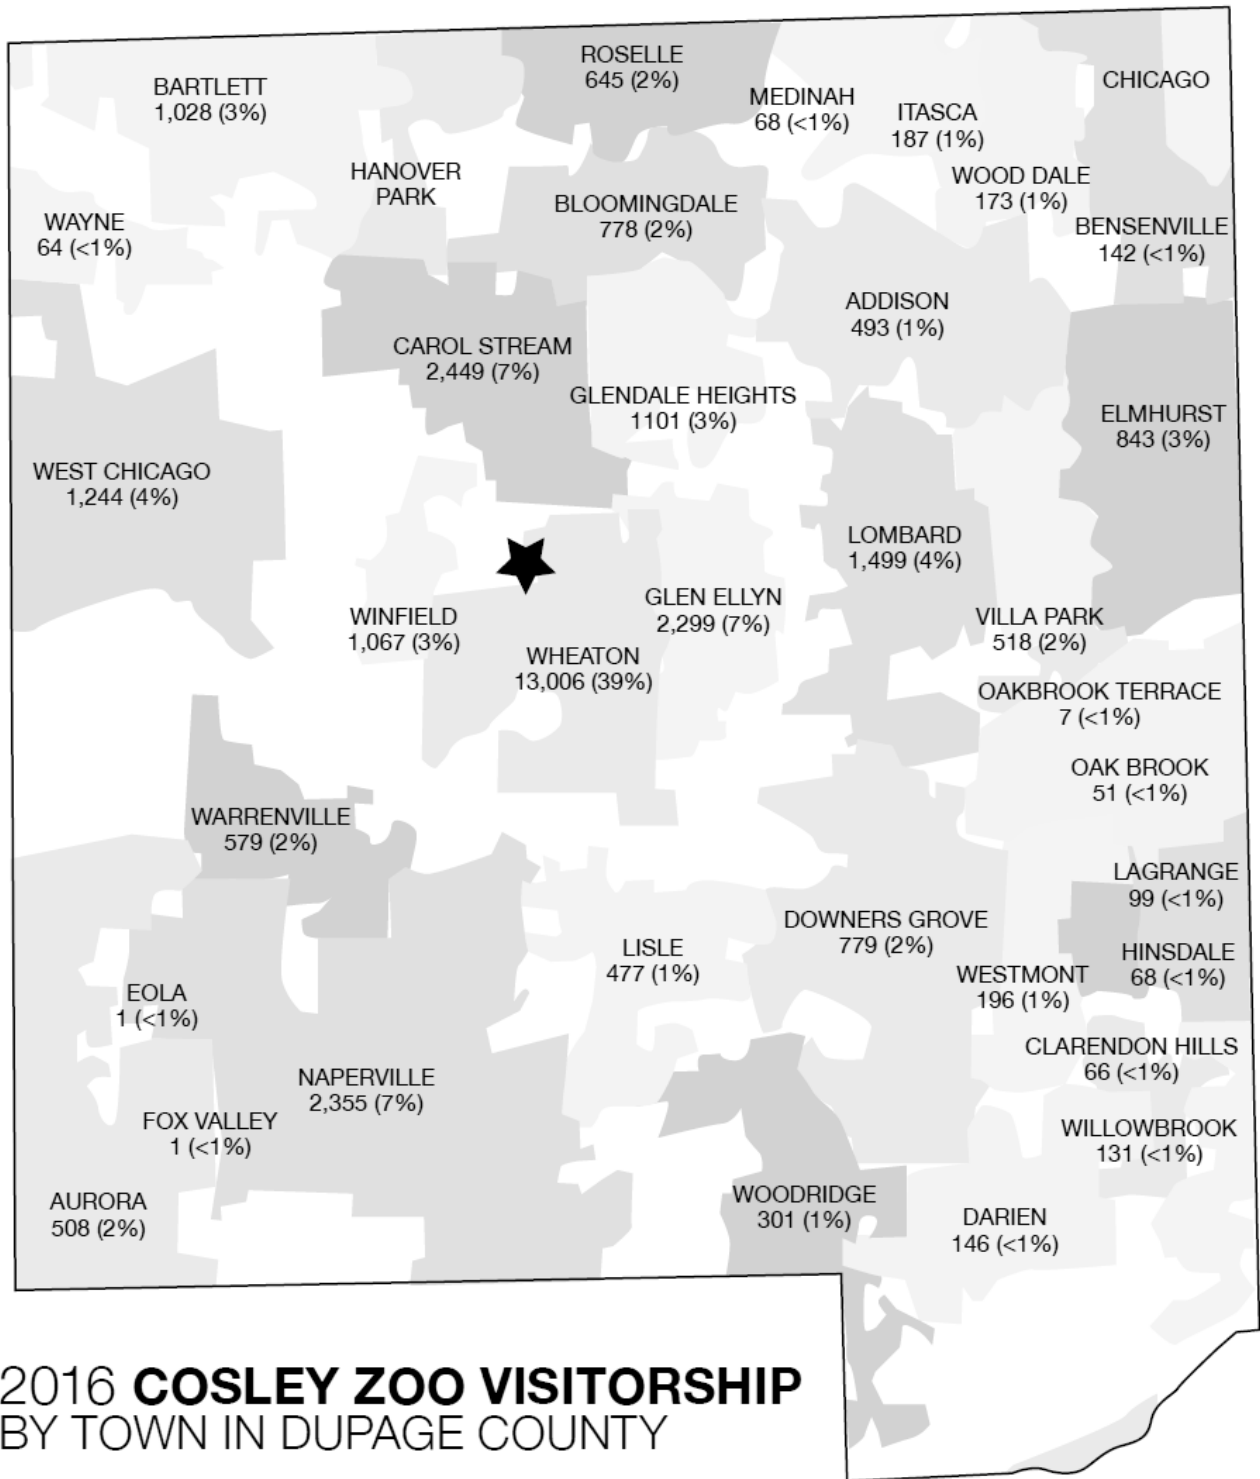 ROSELLE
645 (2%)
CHICAGO
BARTLETT
1,028 (3%)
MEDINAH
68 (<1%)
ITASCA
187 (1%)
HANOVER
PARK
WOOD DALE
173 (1%)
BLOOMINGDALE
778 (2%)
WAYNE
64 (<1%)
BENSENVILLE
142 (<1%)
ADDISON
493 (1%)
CAROL STREAM
2,449 (7%)
GLENDALE HEIGHTS
1101 (3%)
ELMHURST
843 (3%)
WEST CHICAGO
1,244 (4%)
LOMBARD
1,499 (4%)
GLEN ELLYN
2,299 (7%)
WINFIELD
1,067 (3%)
VILLA PARK
518 (2%)
WHEATON
13,006 (39%)
OAKBROOK TERRACE
7 (<1%)
OAK BROOK
51 (<1%)
WARRENVILLE
579 (2%)
LAGRANGE
99 (<1%)
DOWNERS GROVE
779 (2%)
LISLE
477 (1%)
HINSDALE
68 (<1%)
WESTMONT
196 (1%)
EOLA
1 (<1%)
CLARENDON HILLS
66 (<1%)
NAPERVILLE
2,355 (7%)
FOX VALLEY
1 (<1%)
WILLOWBROOK
131 (<1%)
AURORA
508 (2%)
WOODRIDGE
301 (1%)
DARIEN
146 (<1%)
2016 COSLEY ZOO VISITORSHIP
BY TOWN IN DUPAGE COUNTY